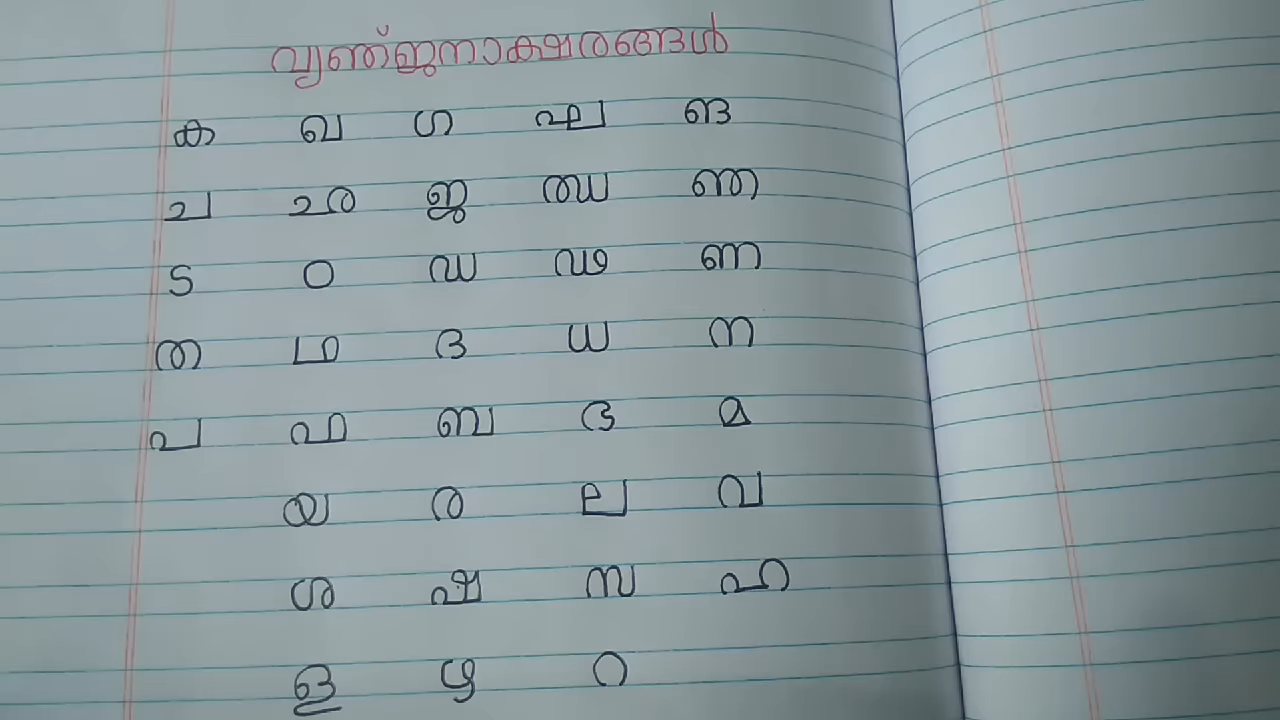 വ്യഞ്ജനാക്ഷരങ്ങൾ
ക ഖ ഗ ഘ ങ
ച ഛ ജ ഝ ഞ
ട ഠ ഡ ഢ ണ
ത ഥ ദ ധ ന
പ ഫ ബ ഭ മ
യ ര ല വ
ശ ഷ സ ഹ
ള ഴ റ